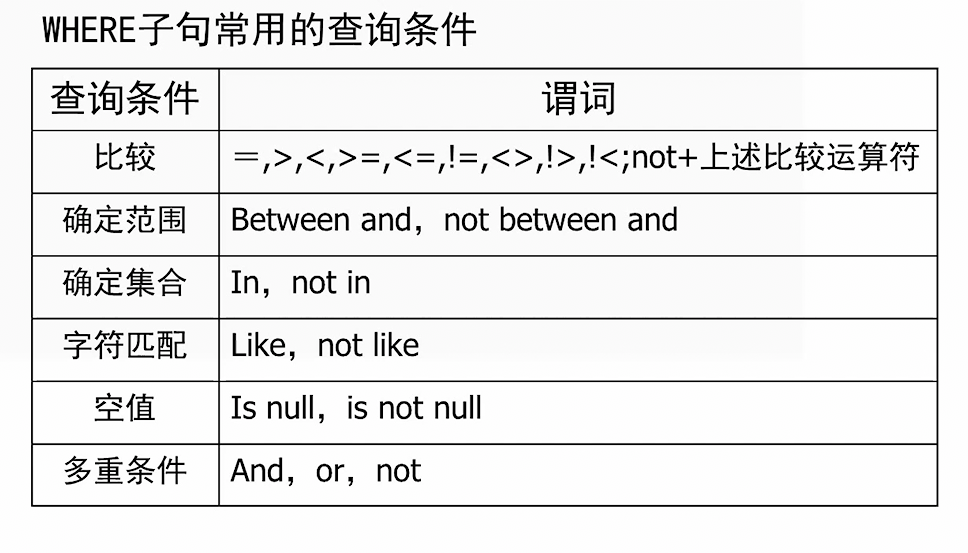 WHERE子句常用的查询条件
查询条件 谓词
比较 =,>,<,>=,<=,!=,<>,!>,!<;not+上述比较运算符
确定范围 Between and，not between and
确定集合 In，not in
字符匹配 Like，not like
空值 Is null，is not null
多重条件 And，or，not